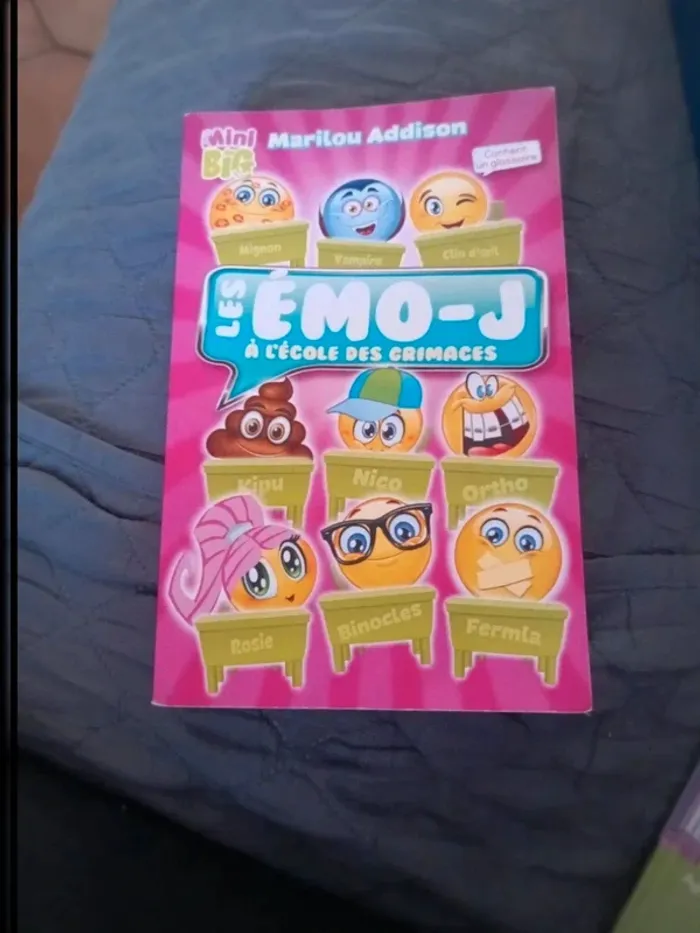 Mini
BIG
Marilou Addison
Contient
un glossaire
Mignon
Vampire
Clin d'œil
LES
ÉMO-J
À L'ÉCOLE DES GRIMACES
Kipu
Nico
Ortho
Rosie
Binocles
Fermla